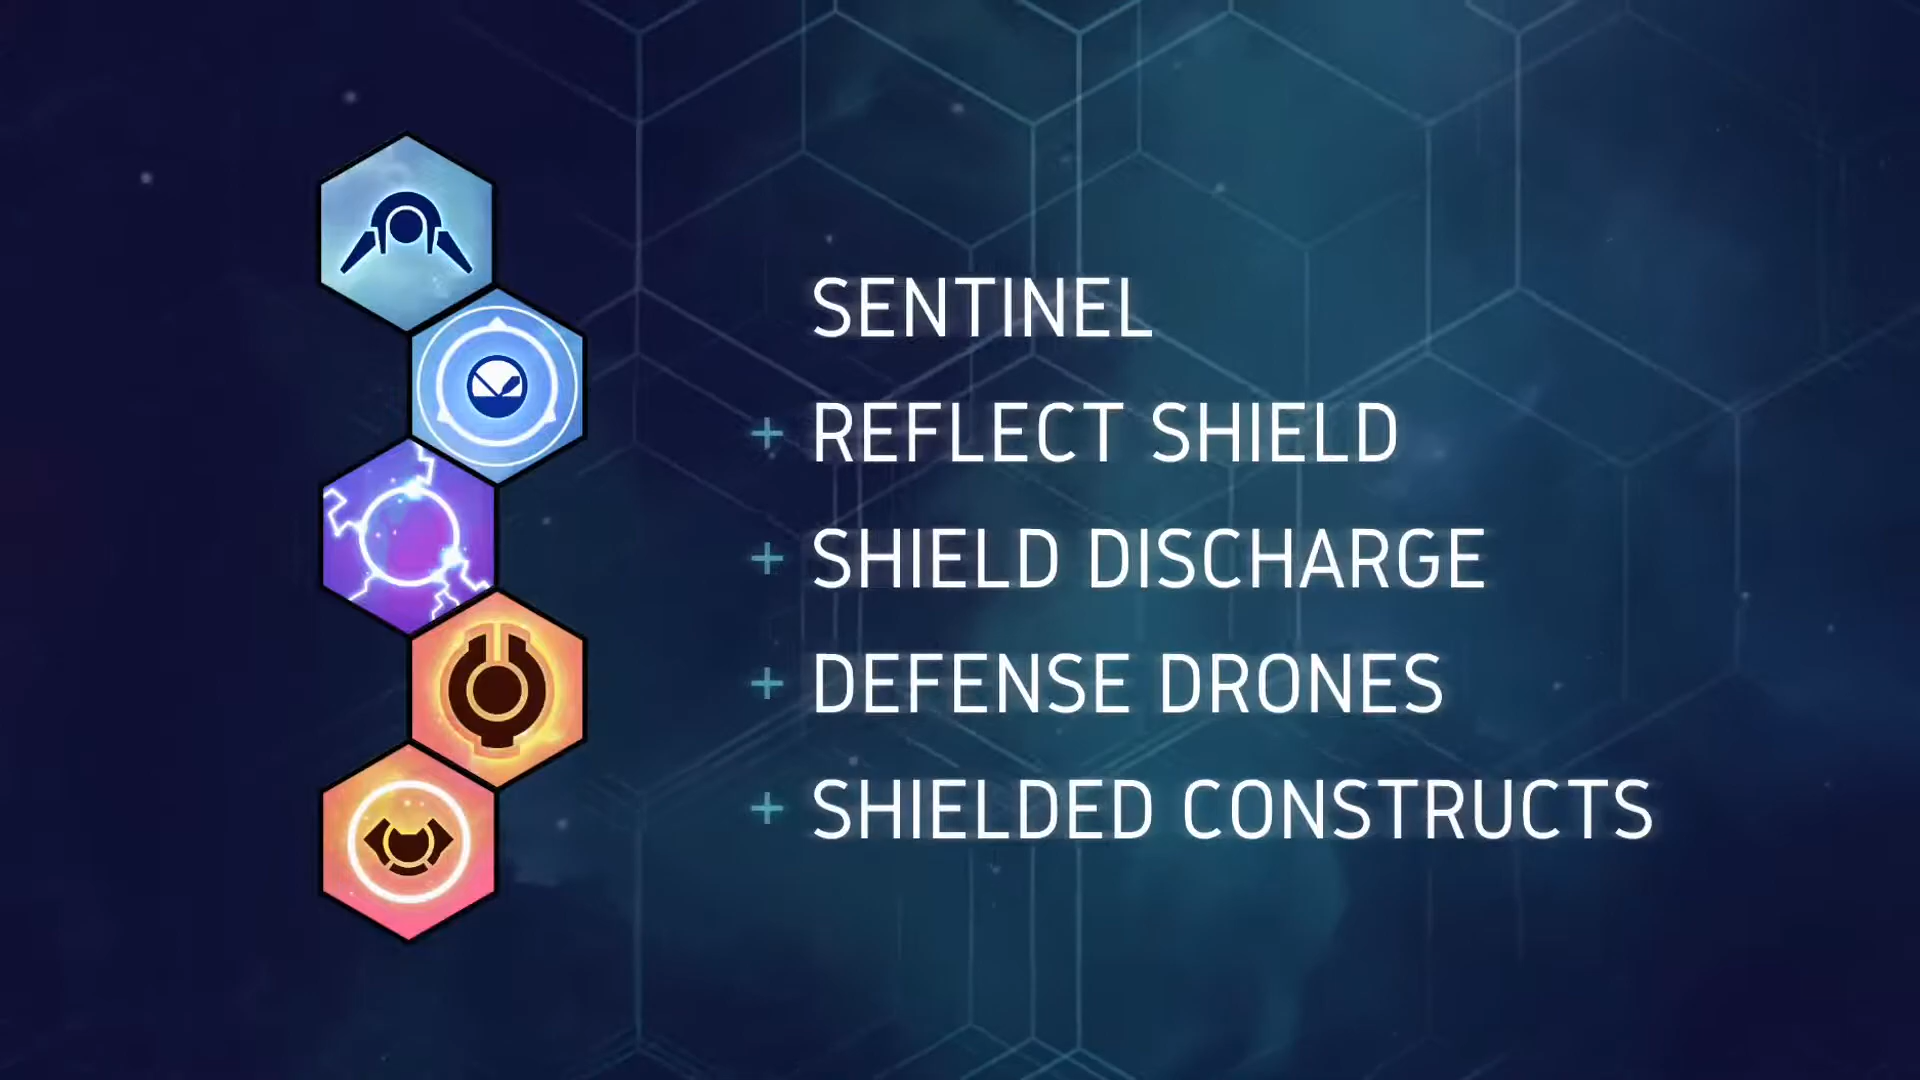 SENTINEL
+ REFLECT SHIELD
+ SHIELD DISCHARGE
+ DEFENSE DRONES
+ SHIELDED CONSTRUCTS